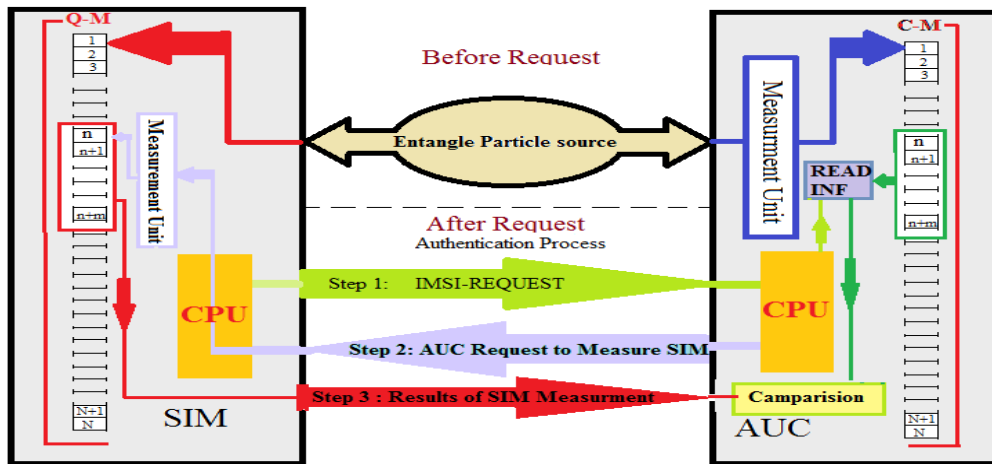 Q-M
1
2
3
n
n+1
n+m
N+1
N
Measurement Unit
CPU
SIM
Before Request
Entangle Particle source
After Request
Authentication Process
Step 1: IMSI-REQUEST
Step 2: AUC Request to Measure SIM
Step 3 : Results of SIM Measurment
C-M
1
2
3
n
n+1
n+m
N+1
N
Measurment Unit
READ
INF
CPU
Camparision
AUC